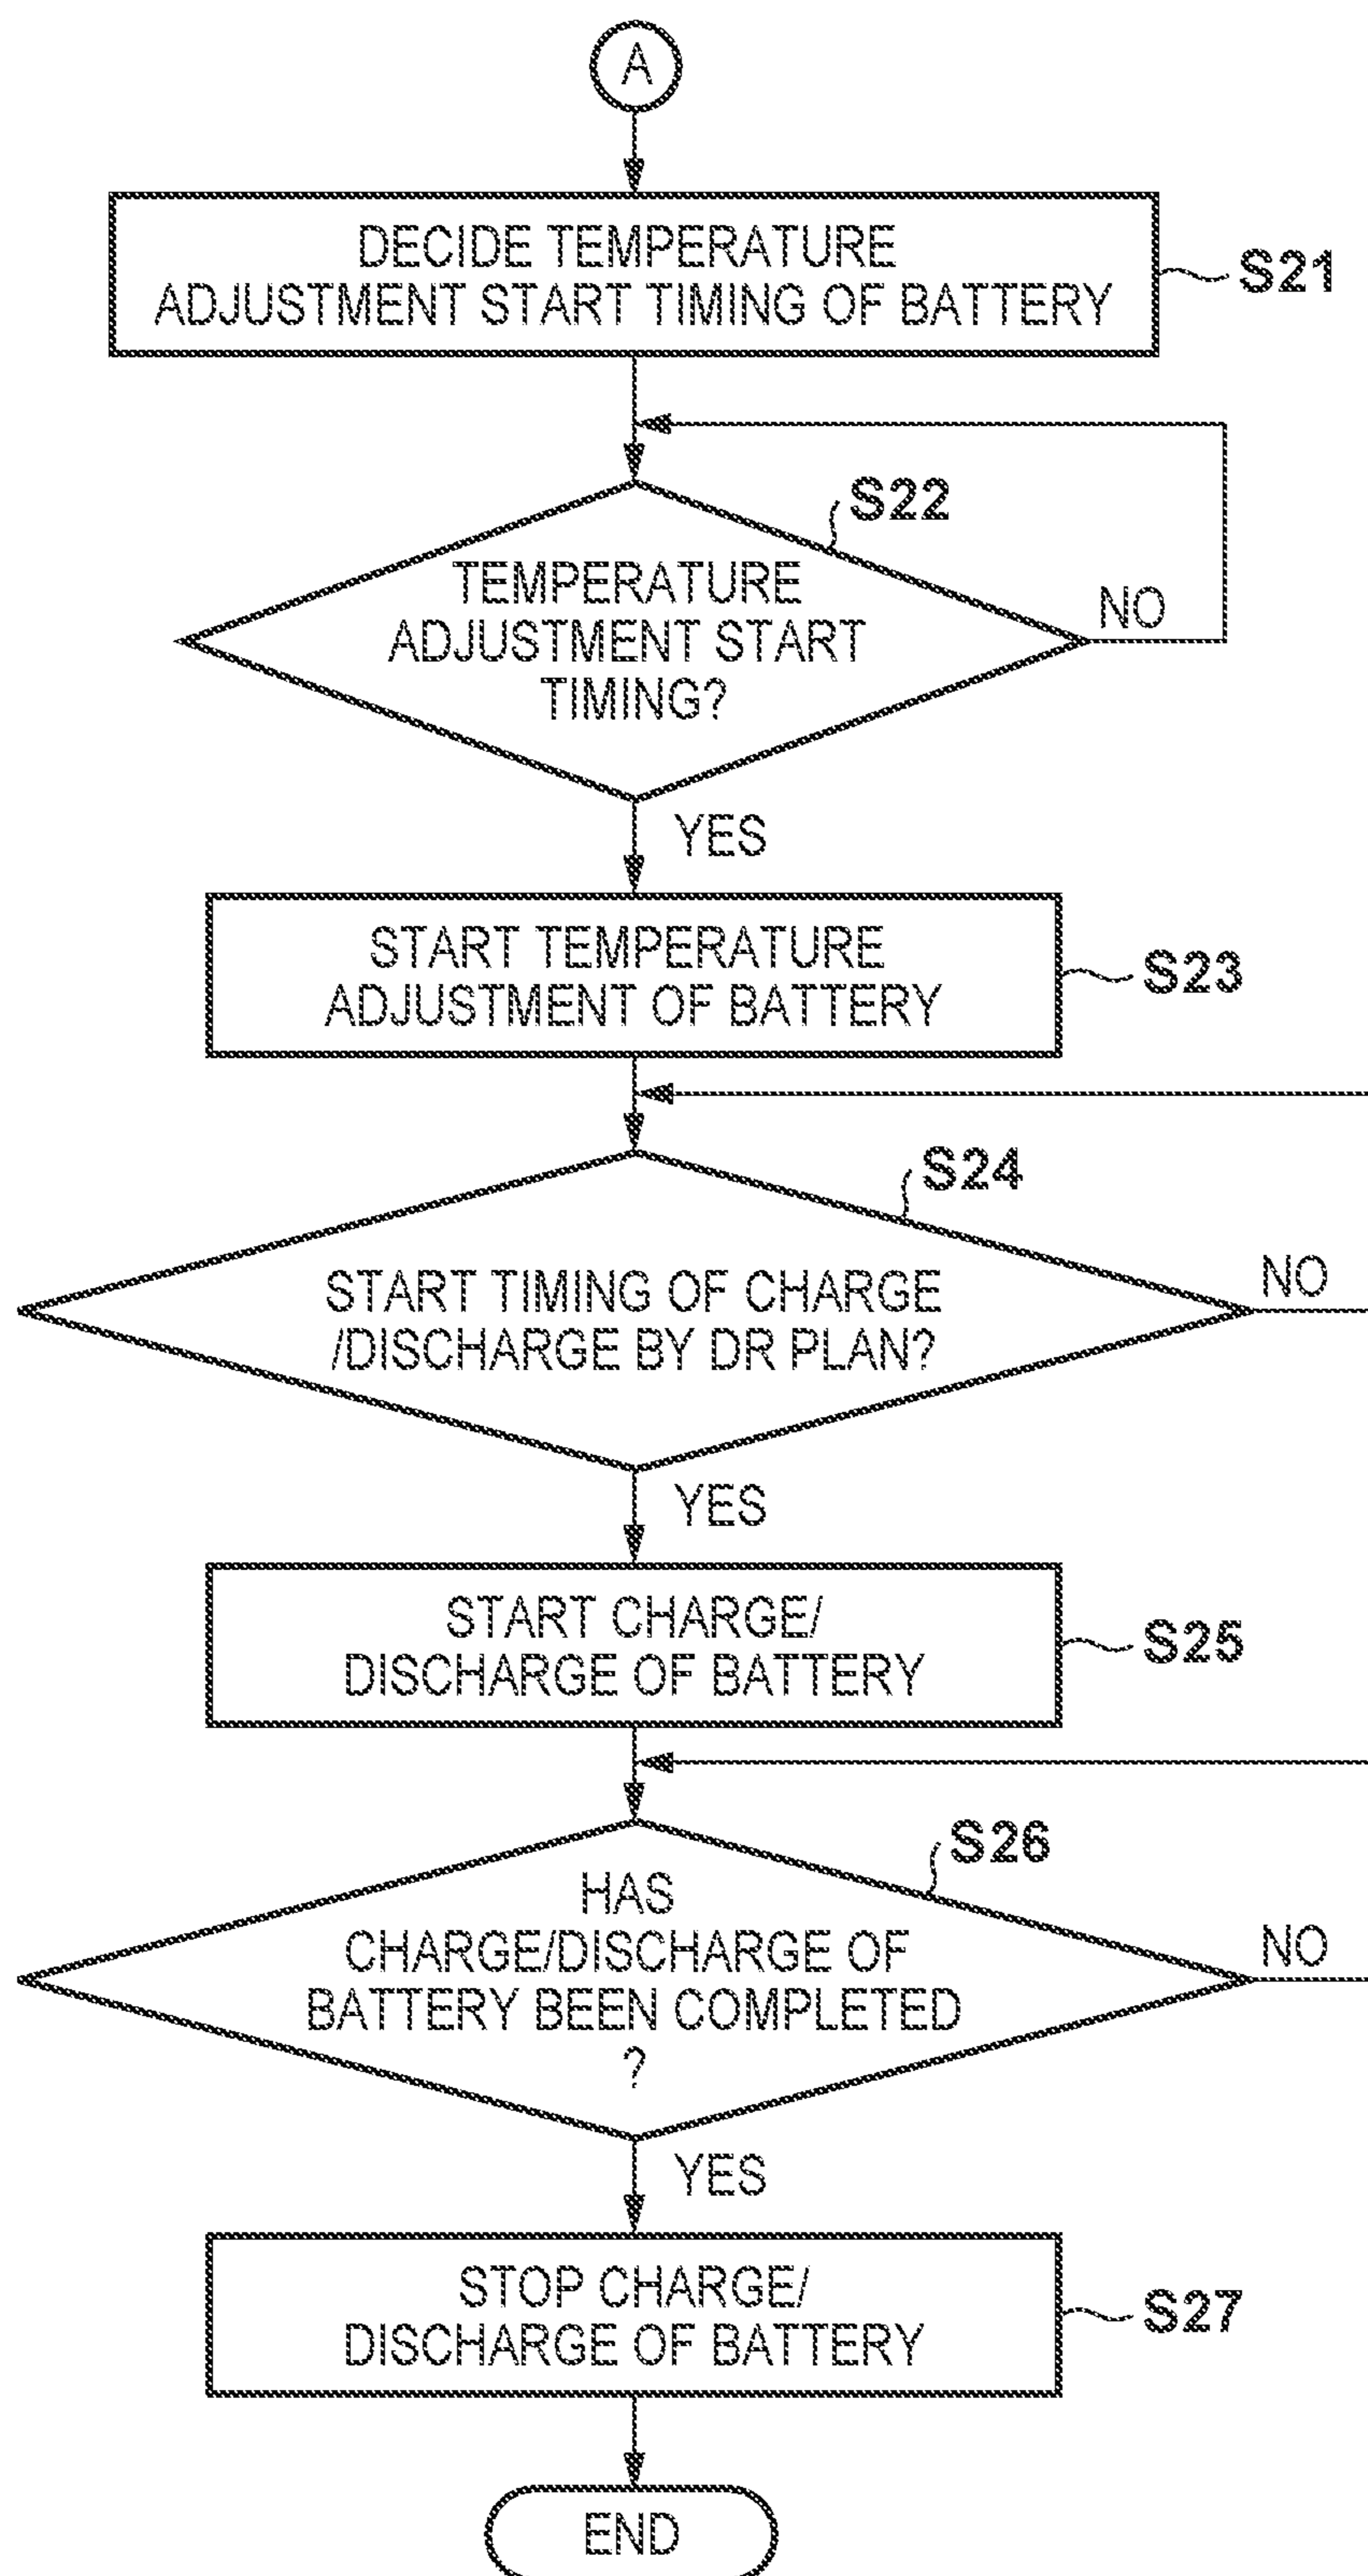 A
DECIDE TEMPERATURE
ADJUSTMENT START TIMING OF BATTERY
S21
S22
TEMPERATURE
ADJUSTMENT START
TIMING?
NO
YES
START TEMPERATURE
ADJUSTMENT OF BATTERY
S23
S24
START TIMING OF CHARGE
/DISCHARGE BY DR PLAN?
NO
YES
START CHARGE/
DISCHARGE OF BATTERY
S25
S26
HAS
CHARGE/DISCHARGE OF
BATTERY BEEN COMPLETED
?
NO
YES
STOP CHARGE/
DISCHARGE OF BATTERY
S27
END